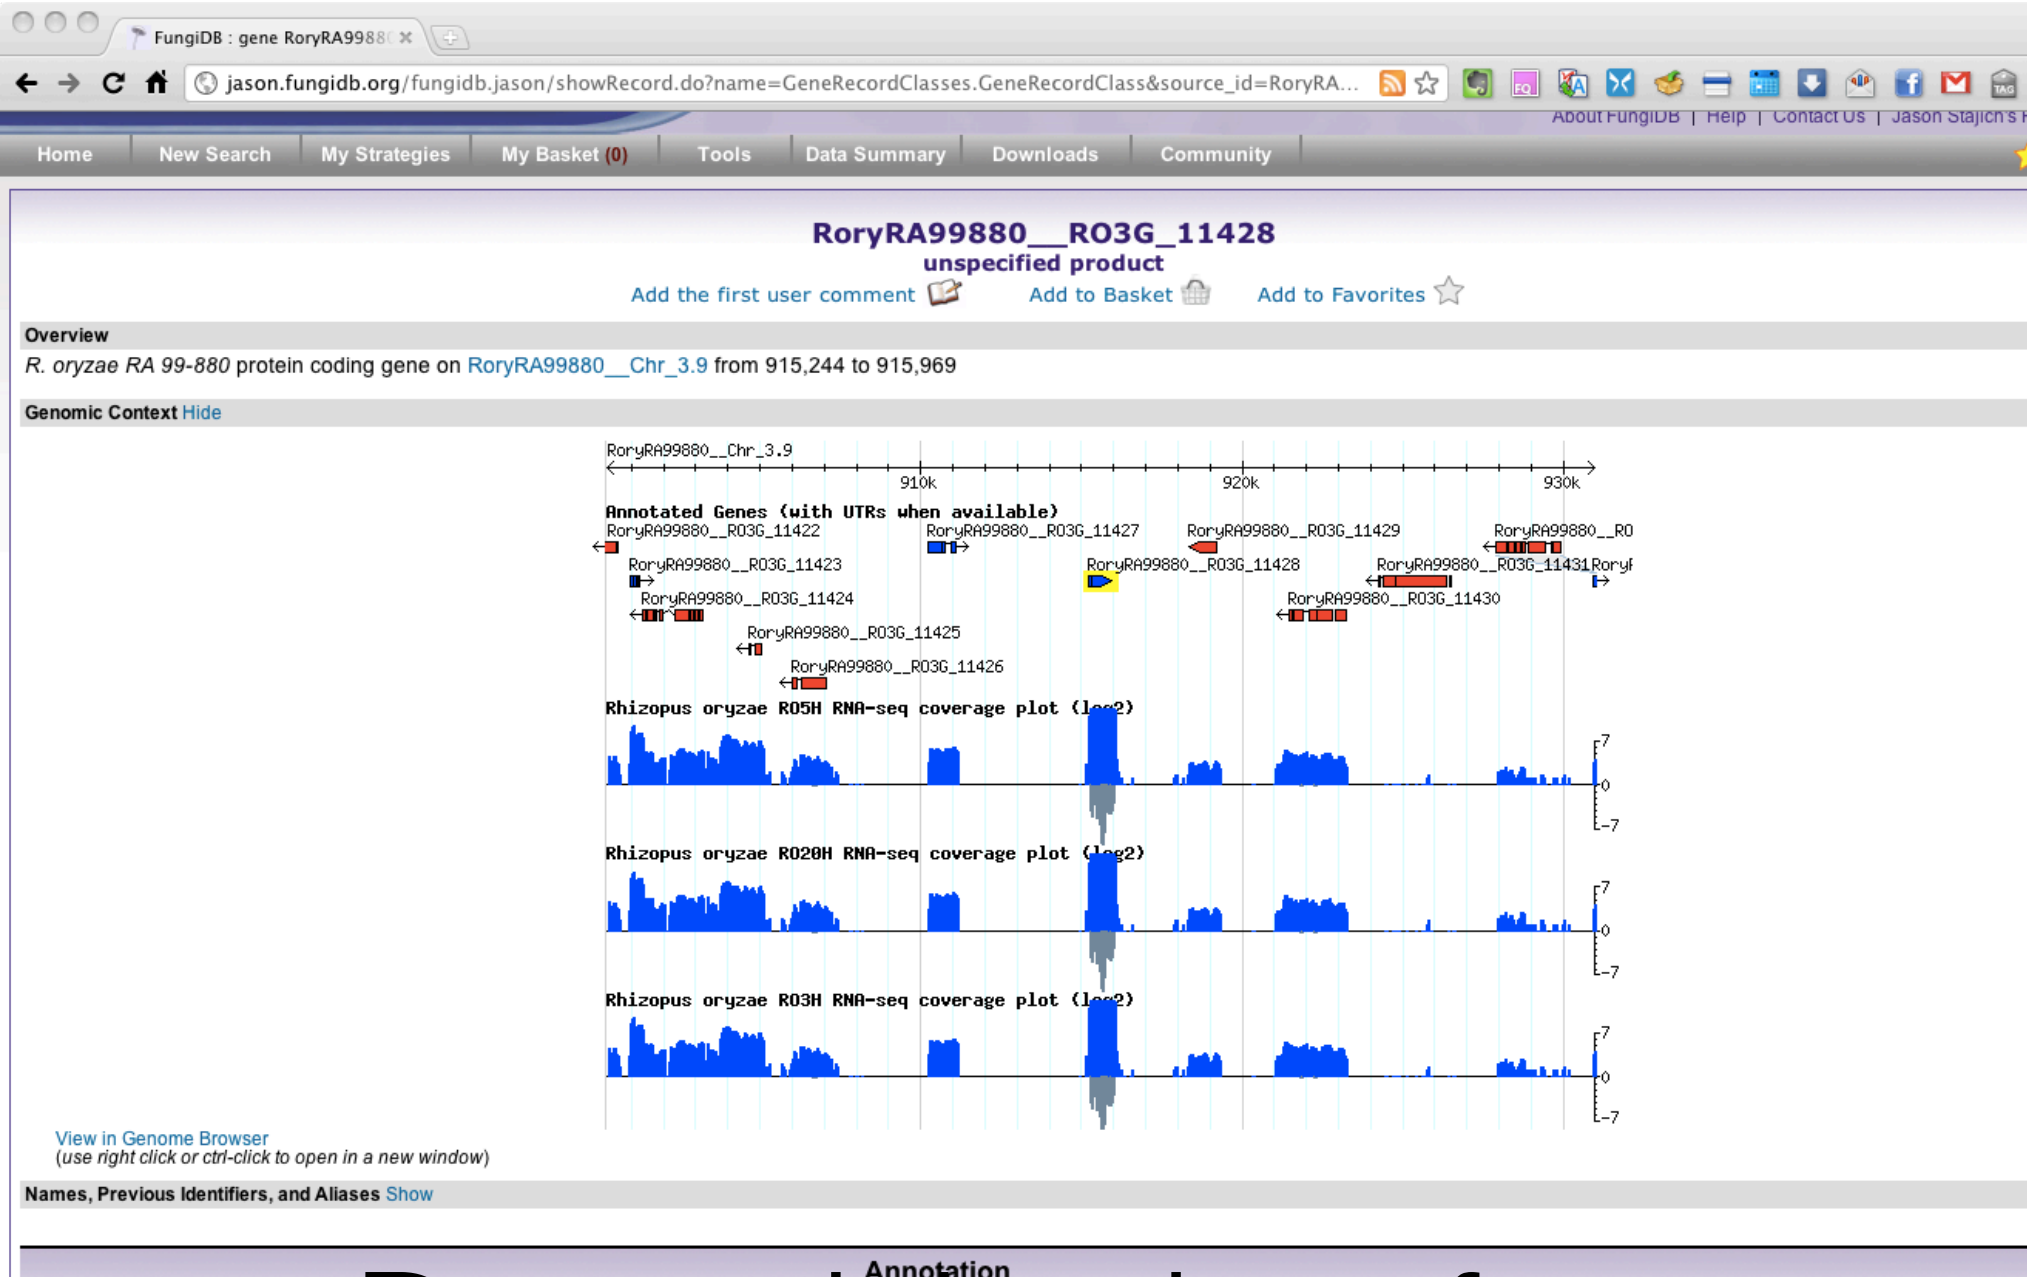 FungiDB : gene RoryRA9988
jason.fungidb.org/fungidb.jason/showRecord.do?name=GeneRecordClasses.GeneRecordClass&source_id=RoryRA...
About FungiDB | Help | Contact Us | Jason Stajich's
Home New Search My Strategies My Basket (0) Tools Data Summary Downloads Community
RoryRA99880__RO3G_11428
unspecified product
Add the first user comment Add to Basket Add to Favorites
Overview
R. oryzae RA 99-880 protein coding gene on RoryRA99880__Chr_3.9 from 915,244 to 915,969
Genomic Context Hide
RoryRA99880__Chr_3.9
910k 920k 930k
Annotated Genes (with UTRs when available)
RoryRA99880__RO3G_11422 RoryRA99880__RO3G_11427 RoryRA99880__RO3G_11429 RoryRA99880__RO
RoryRA99880__RO3G_11423 RoryRA99880__RO3G_11428 RoryRA99880__RO3G_11431 Roryf
RoryRA99880__RO3G_11424 RoryRA99880__RO3G_11430
RoryRA99880__RO3G_11425
RoryRA99880__RO3G_11426
Rhizopus oryzae RO5H RNA-seq coverage plot (log2)
7
0
-7
Rhizopus oryzae RO20H RNA-seq coverage plot (log2)
7
0
-7
Rhizopus oryzae RO3H RNA-seq coverage plot (log2)
7
0
-7
View in Genome Browser
(use right click or ctrl-click to open in a new window)
Names, Previous Identifiers, and Aliases Show
Annotation